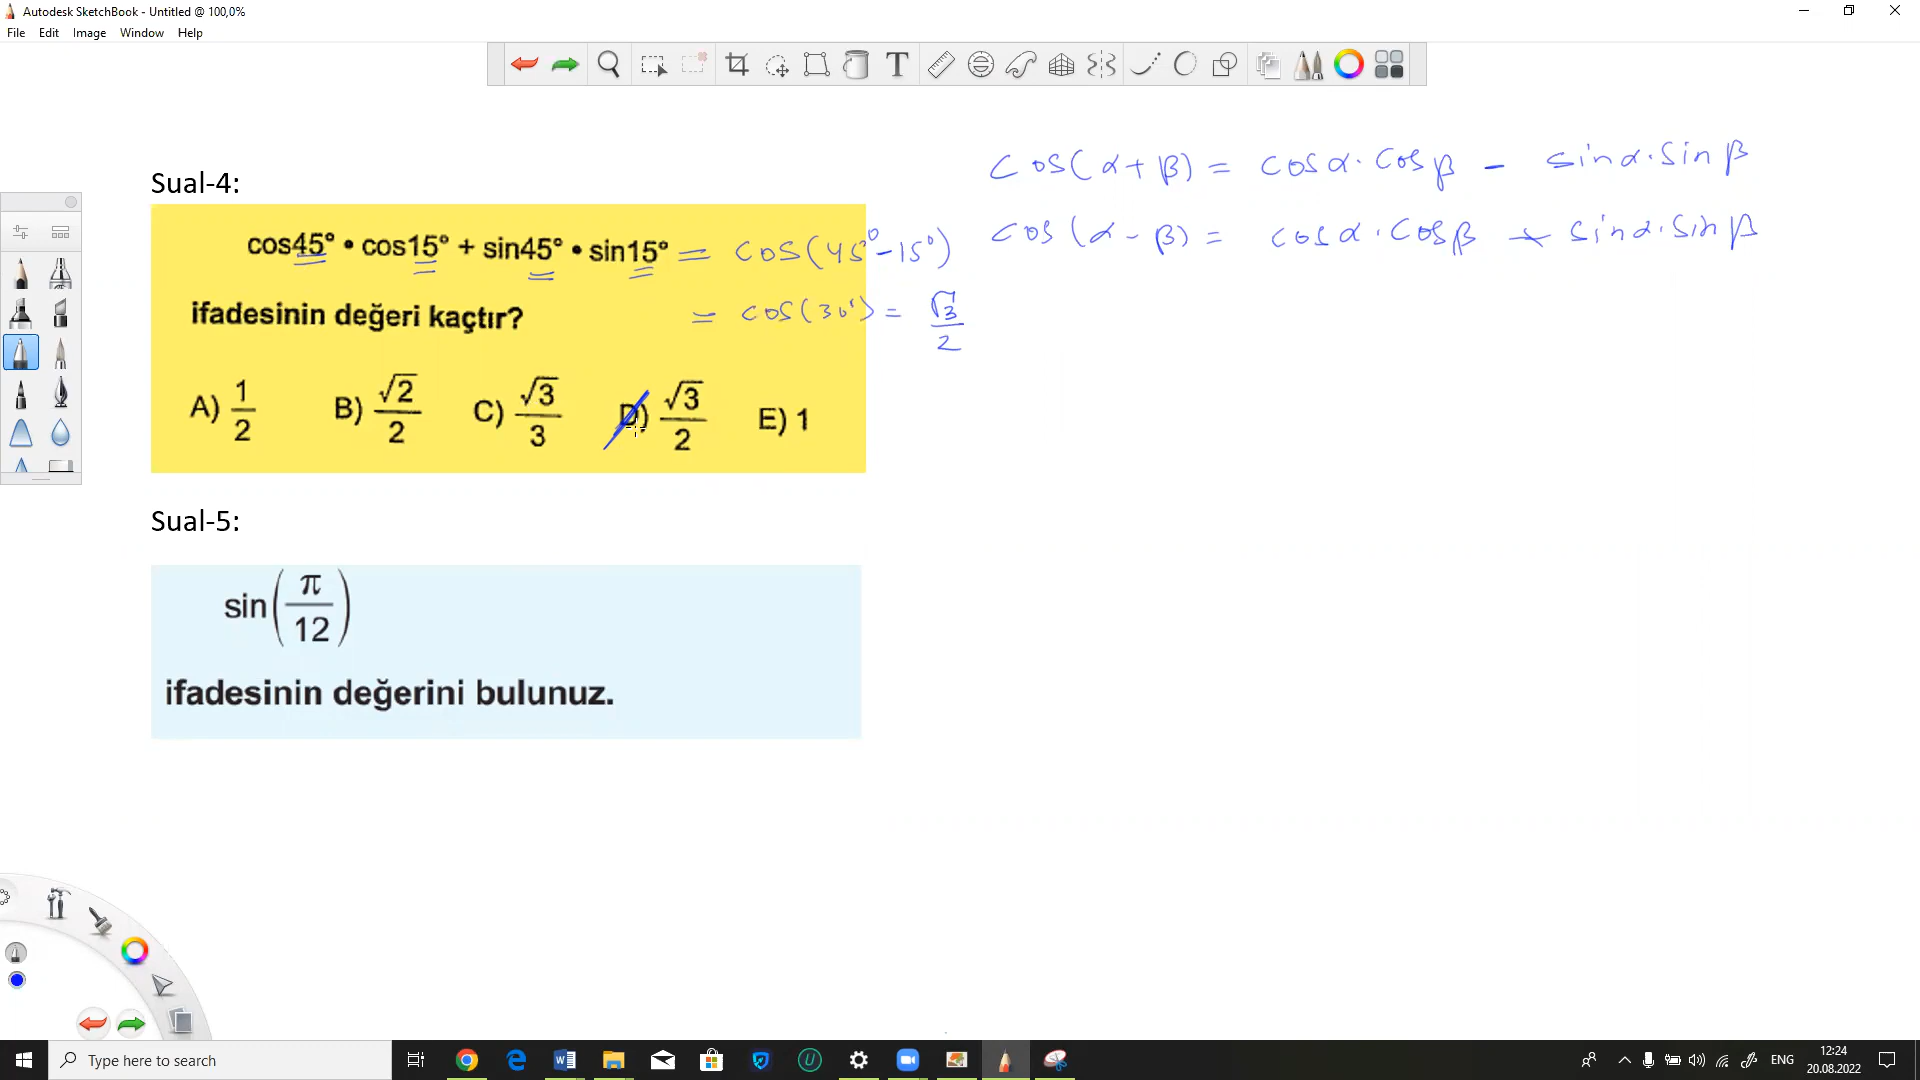 Autodesk SketchBook - Untitled @ 100,0%
File Edit Image Window Help
cos(α+β) = cosα·cosβ - sinα·sinβ
Sual-4:
cos45° • cos15° + sin45° • sin15° = cos(45°-15°)
cos(α-β) = cosα·cosβ + sinα·sinβ
ifadesinin değeri kaçtır?
= cos(30°) = √3/2
A) 1/2 B) √2/2 C) √3/3 D) √3/2 E) 1
Sual-5:
sin(π/12)
ifadesinin değerini bulunuz.
Type here to search
ENG
12:24
20.08.2022